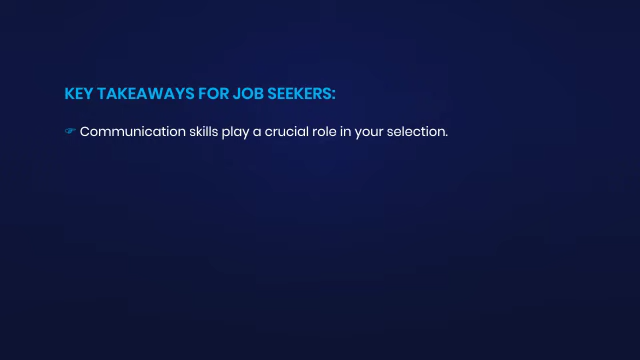 KEY TAKEAWAYS FOR JOB SEEKERS:
☞ Communication skills play a crucial role in your selection.